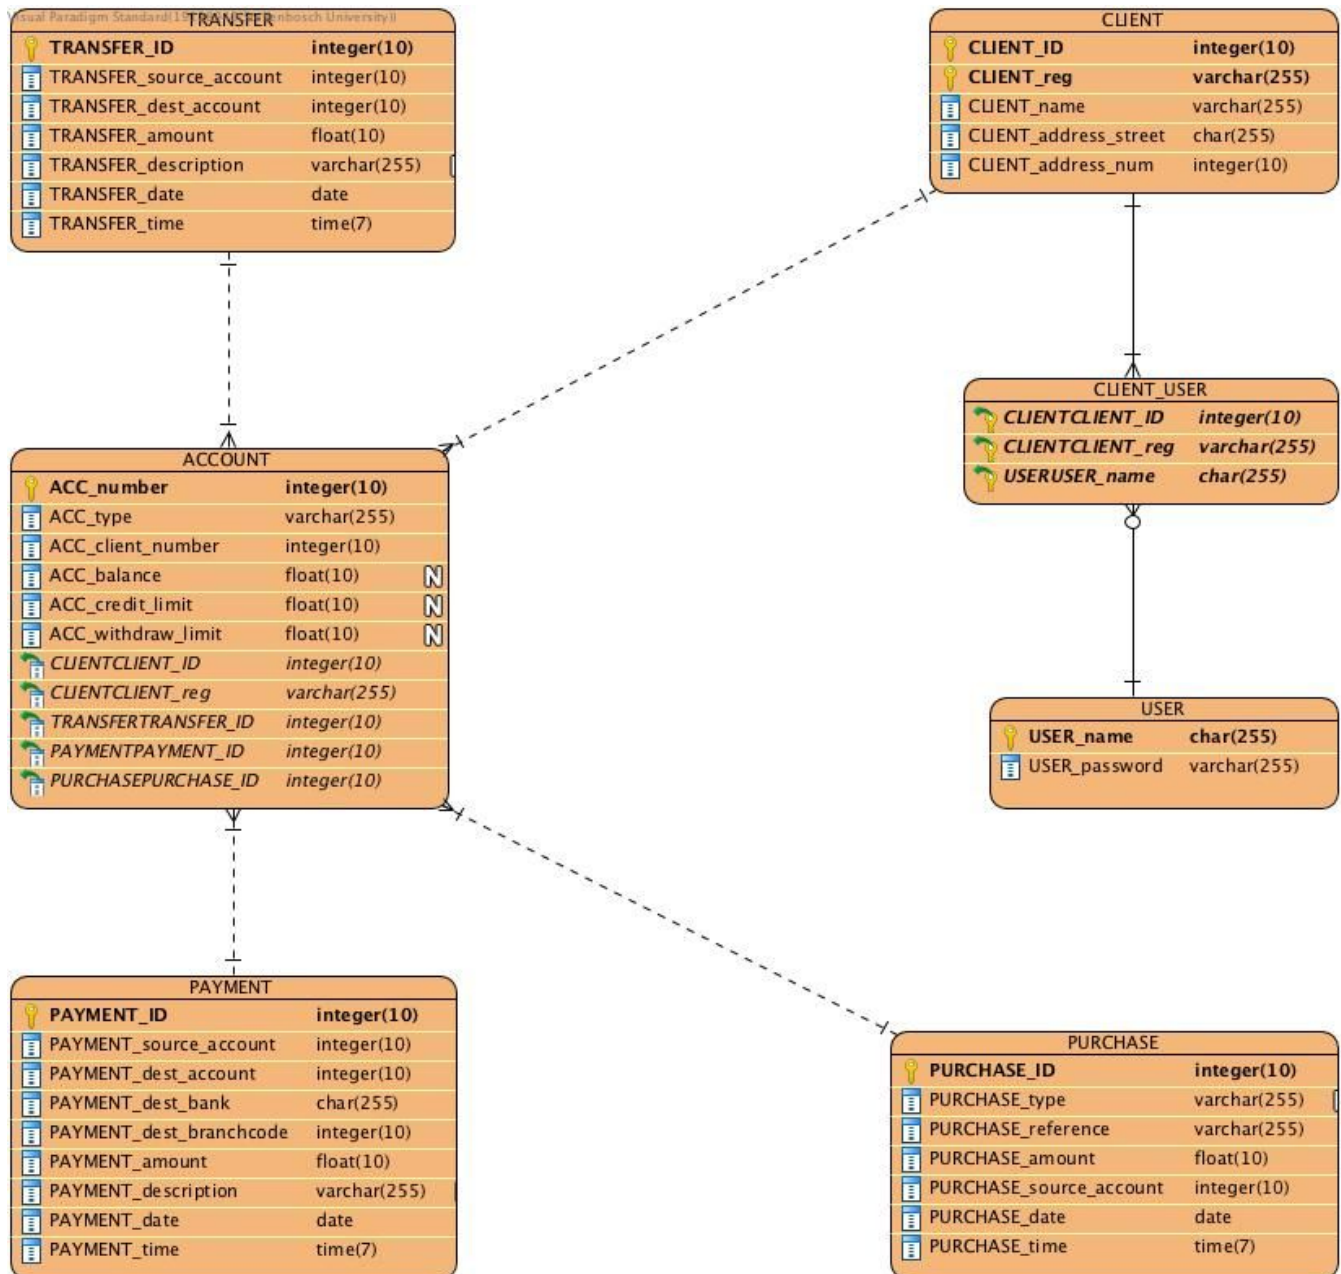 Visual Paradigm Standard
TRANSFER
TRANSFER_ID integer(10)
TRANSFER_source_account integer(10)
TRANSFER_dest_account integer(10)
TRANSFER_amount float(10)
TRANSFER_description varchar(255)
TRANSFER_date date
TRANSFER_time time(7)
CLIENT
CLIENT_ID integer(10)
CLIENT_reg varchar(255)
CLIENT_name varchar(255)
CLIENT_address_street char(255)
CLIENT_address_num integer(10)
CLIENT_USER
CLIENTCLIENT_ID integer(10)
CLIENTCLIENT_reg varchar(255)
USERUSER_name char(255)
ACCOUNT
ACC_number integer(10)
ACC_type varchar(255)
ACC_client_number integer(10)
ACC_balance float(10) N
ACC_credit_limit float(10) N
ACC_withdraw_limit float(10) N
CLIENTCLIENT_ID integer(10)
CLIENTCLIENT_reg varchar(255)
TRANSFERTRANSFER_ID integer(10)
PAYMENTPAYMENT_ID integer(10)
PURCHASEPURCHASE_ID integer(10)
USER
USER_name char(255)
USER_password varchar(255)
PAYMENT
PAYMENT_ID integer(10)
PAYMENT_source_account integer(10)
PAYMENT_dest_account integer(10)
PAYMENT_dest_bank char(255)
PAYMENT_dest_branchcode integer(10)
PAYMENT_amount float(10)
PAYMENT_description varchar(255)
PAYMENT_date date
PAYMENT_time time(7)
PURCHASE
PURCHASE_ID integer(10)
PURCHASE_type varchar(255)
PURCHASE_reference varchar(255)
PURCHASE_amount float(10)
PURCHASE_source_account integer(10)
PURCHASE_date date
PURCHASE_time time(7)